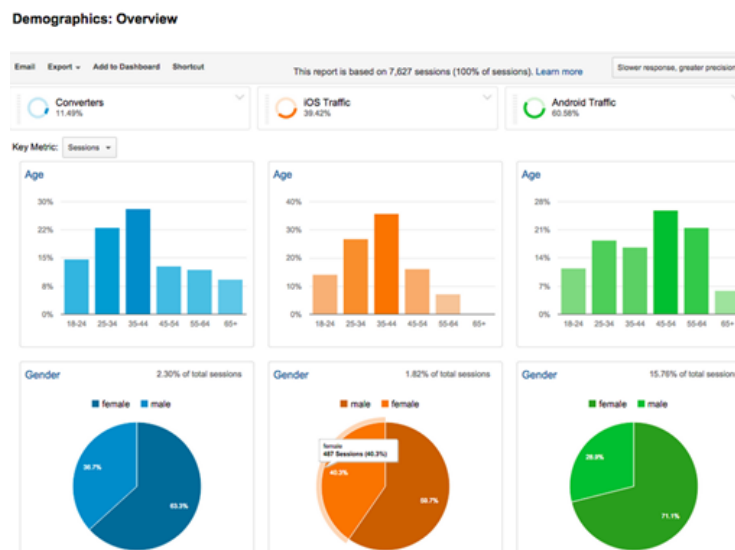 Demographics: Overview
Email Export Add to Dashboard Shortcut
This report is based on 7,627 sessions (100% of sessions). Learn more
Slower response, greater precision
Converters
11.49%
iOS Traffic
39.42%
Android Traffic
60.58%
Key Metric: Sessions
Age
30%
22%
15%
8%
0%
18-24 25-34 35-44 45-54 55-64 65+
Age
40%
30%
20%
10%
0%
18-24 25-34 35-44 45-54 55-64 65+
Age
28%
21%
14%
7%
0%
18-24 25-34 35-44 45-54 55-64 65+
Gender 2.30% of total sessions
female male
36.7%
63.3%
Gender 1.82% of total sessions
male female
female
487 Sessions (40.3%)
40.3%
59.7%
Gender 15.76% of total sessions
female male
28.9%
71.1%